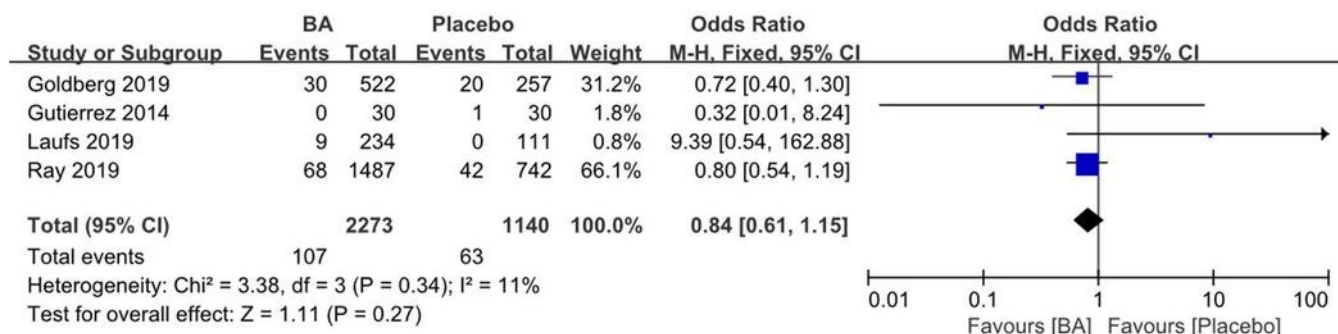 BA Placebo Odds Ratio Odds Ratio
Study or Subgroup Events Total Events Total Weight M-H, Fixed, 95% CI M-H, Fixed, 95% CI
Goldberg 2019 30 522 20 257 31.2% 0.72 [0.40, 1.30]
Gutierrez 2014 0 30 1 30 1.8% 0.32 [0.01, 8.24]
Laufs 2019 9 234 0 111 0.8% 9.39 [0.54, 162.88]
Ray 2019 68 1487 42 742 66.1% 0.80 [0.54, 1.19]
Total (95% CI) 2273 1140 100.0% 0.84 [0.61, 1.15]
Total events 107 63
Heterogeneity: Chi² = 3.38, df = 3 (P = 0.34); I² = 11%
Test for overall effect: Z = 1.11 (P = 0.27)
0.01 0.1 1 10 100
Favours [BA] Favours [Placebo]